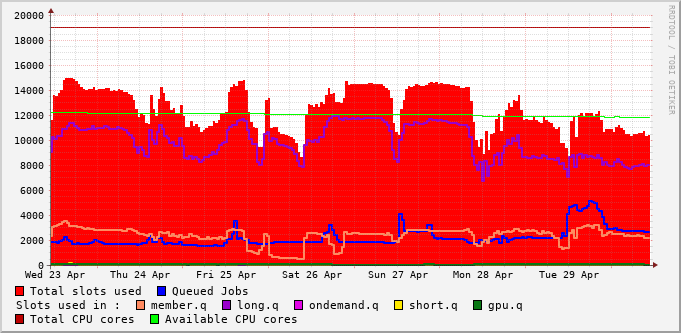 20000
18000
16000
14000
12000
10000
8000
6000
4000
2000
0
Wed 23 Apr Thu 24 Apr Fri 25 Apr Sat 26 Apr Sun 27 Apr Mon 28 Apr Tue 29 Apr
Total slots used Queued Jobs
Slots used in : member.q long.q ondemand.q short.q gpu.q
Total CPU cores Available CPU cores
RRDTOOL / TOBI OETIKER